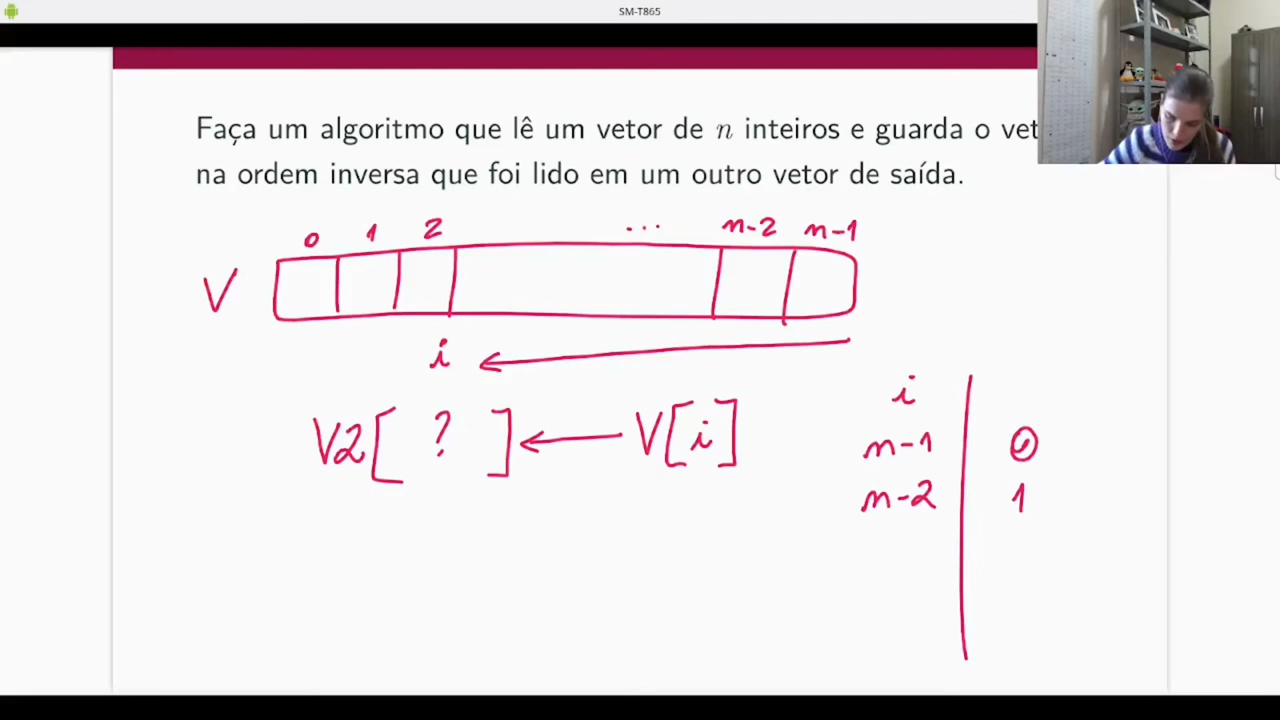 SM-T865
Faça um algoritmo que lê um vetor de n inteiros e guarda o vet
na ordem inversa que foi lido em um outro vetor de saída.
0 1 2 ... n-2 n-1
V
i
V2[ ? ] ← V[i]
i
n-1 0
n-2 1